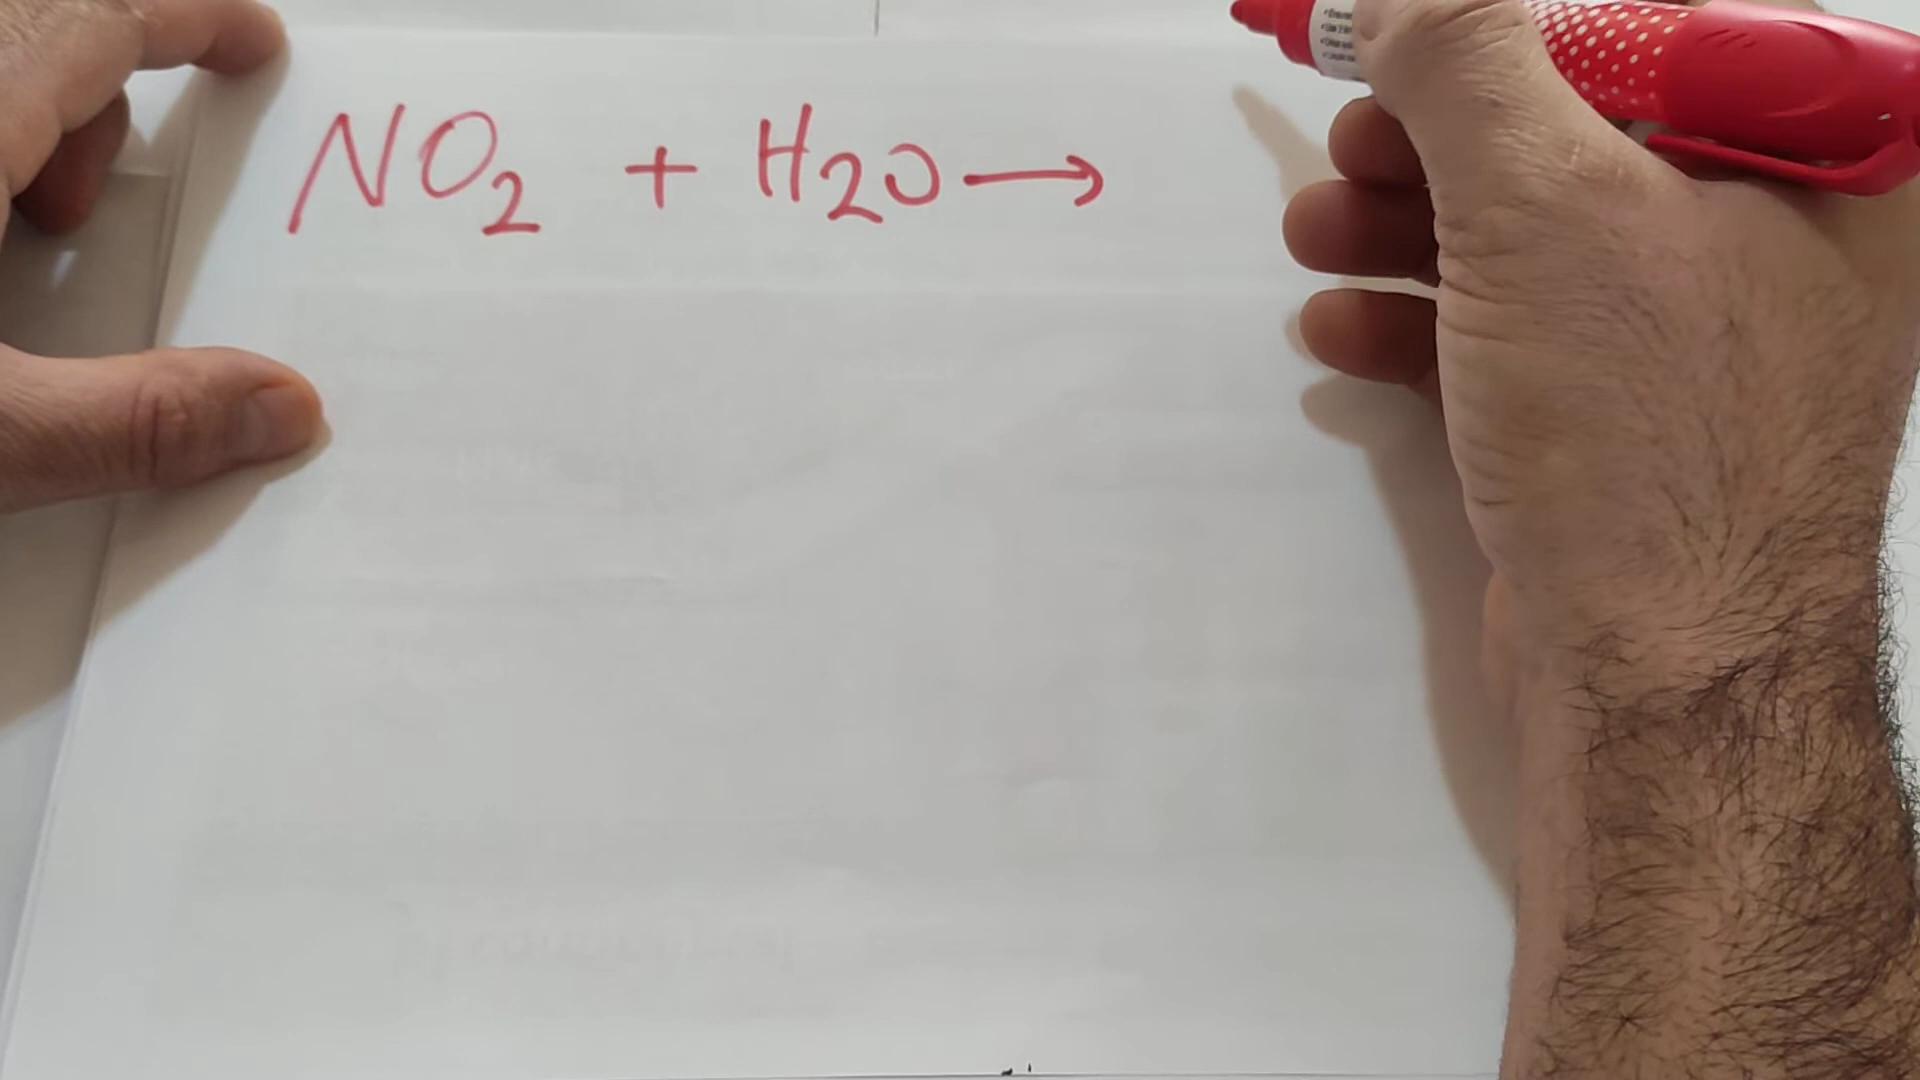 NO₂ + H₂O →